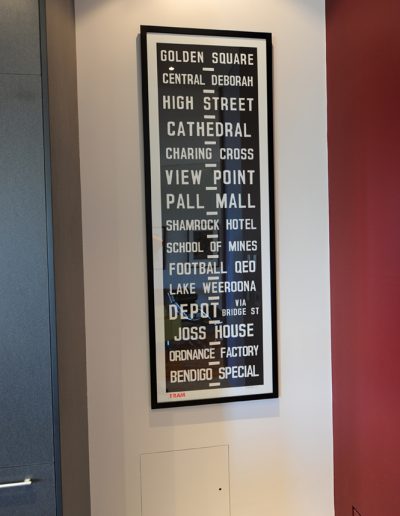 GOLDEN SQUARE
CENTRAL DEBORAH
HIGH STREET
CATHEDRAL
CHARING CROSS
VIEW POINT
PALL MALL
SHAMROCK HOTEL
SCHOOL OF MINES
FOOTBALL QEO
LAKE WEEROONA
DEPOT VIA BRIDGE ST
JOSS HOUSE
ORDNANCE FACTORY
BENDIGO SPECIAL
TRAM